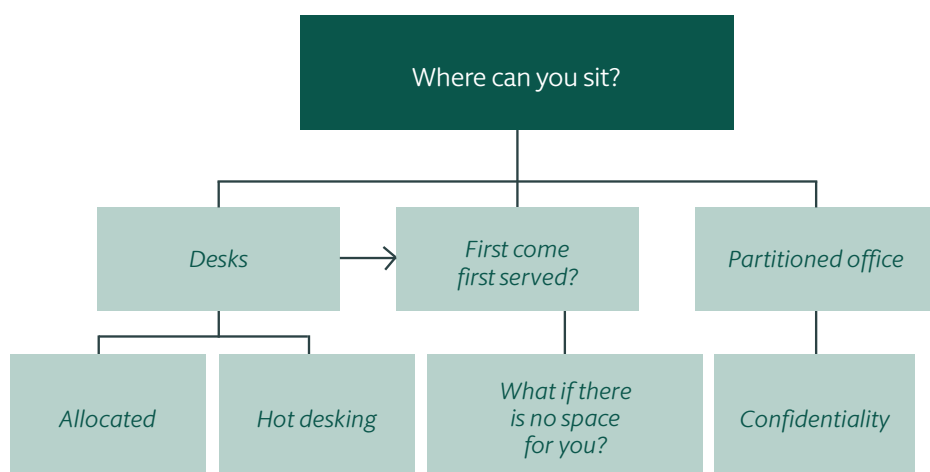 Where can you sit?
Desks
First come
first served?
Partitioned office
Allocated
Hot desking
What if there
is no space
for you?
Confidentiality